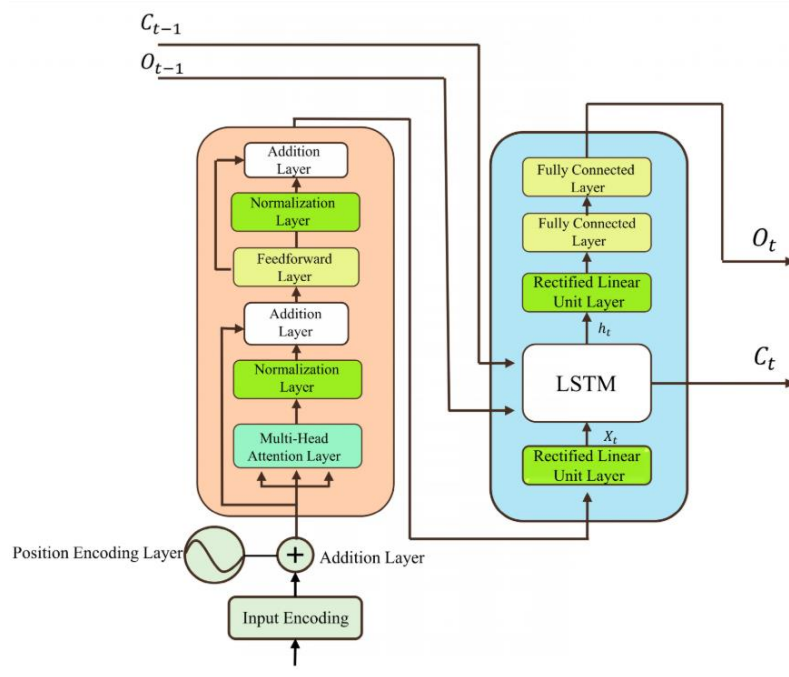 C_{t-1}
O_{t-1}
Addition
Layer
Normalization
Layer
Feedforward
Layer
Addition
Layer
Normalization
Layer
Multi-Head
Attention Layer
Position Encoding Layer
+
Addition Layer
Input Encoding
Fully Connected
Layer
Fully Connected
Layer
Rectified Linear
Unit Layer
h_t
LSTM
X_t
Rectified Linear
Unit Layer
O_t
C_t